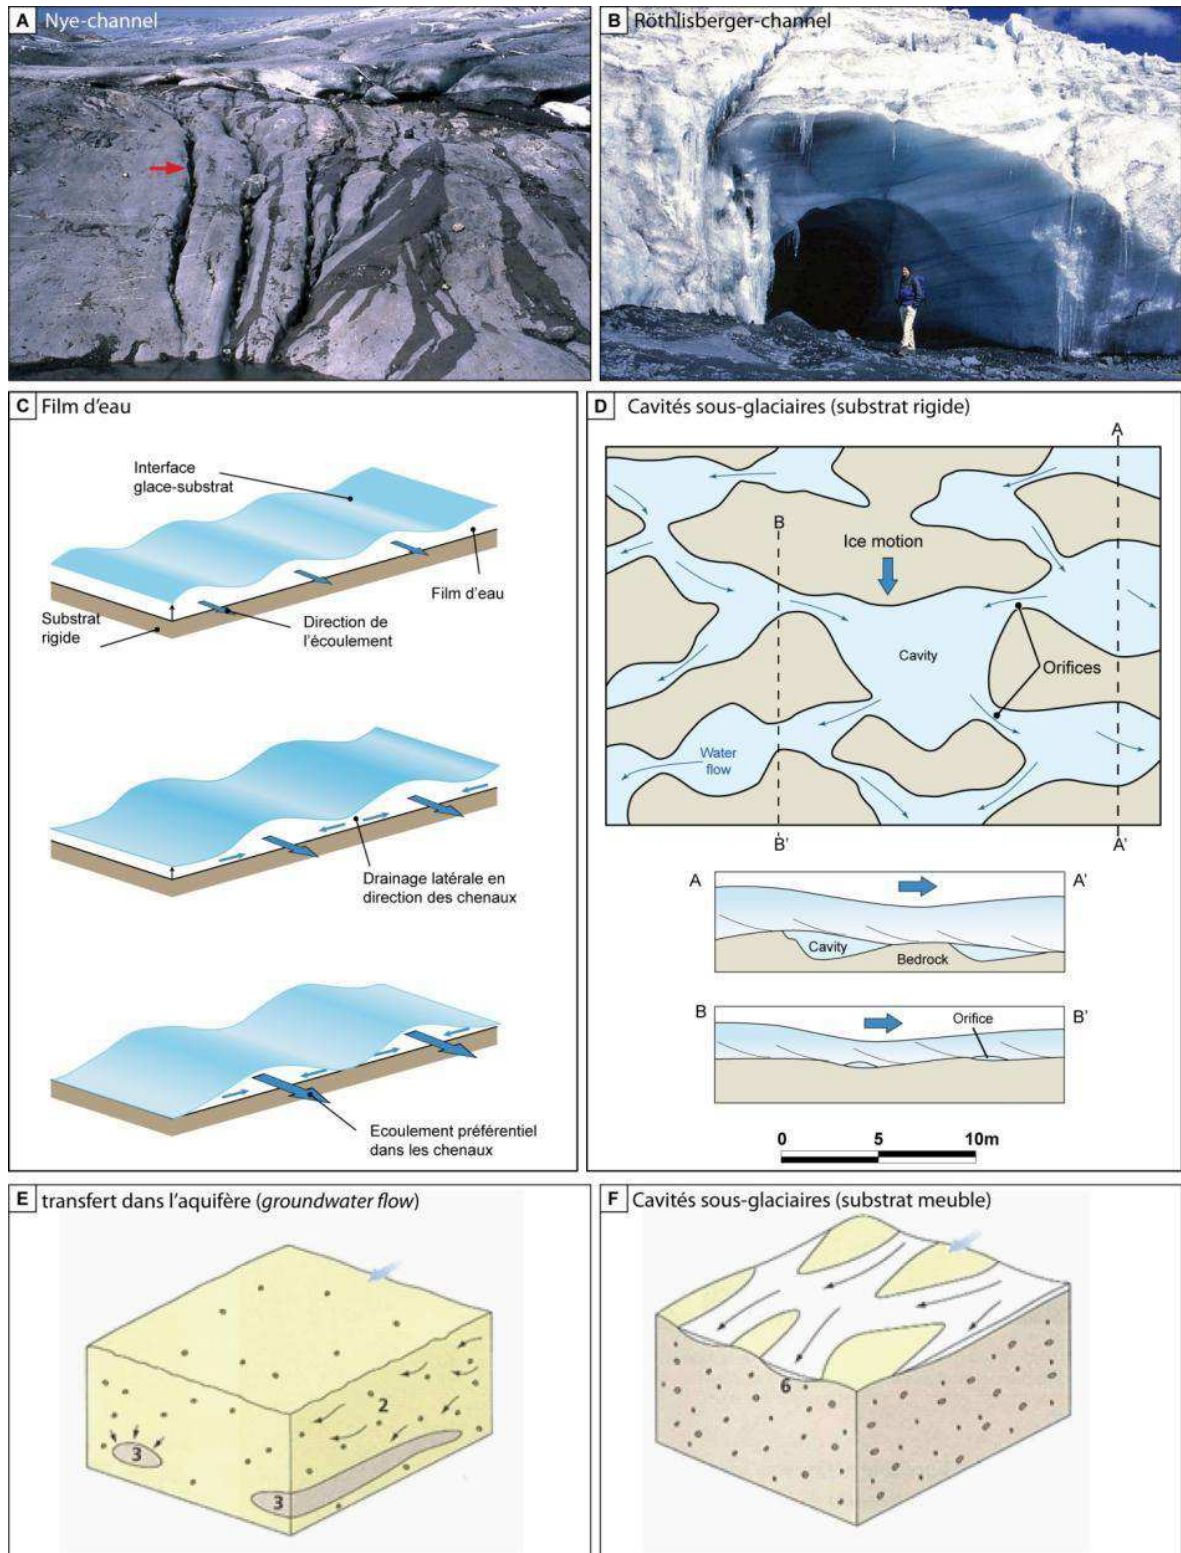 A Nye-channel
B Röthlisberger-channel
C Film d'eau
Interface
glace-substrat
Film d'eau
Substrat
rigide
Direction de
l'écoulement
Drainage latérale en
direction des chenaux
Ecoulement préférentiel
dans les chenaux
D Cavités sous-glaciaires (substrat rigide)
A
B
Ice motion
Cavity
Orifices
Water
flow
B'
A'
A
A'
Cavity
Bedrock
B
B'
Orifice
0 5 10m
E transfert dans l'aquifère (groundwater flow)
2
3
3
F Cavités sous-glaciaires (substrat meuble)
6